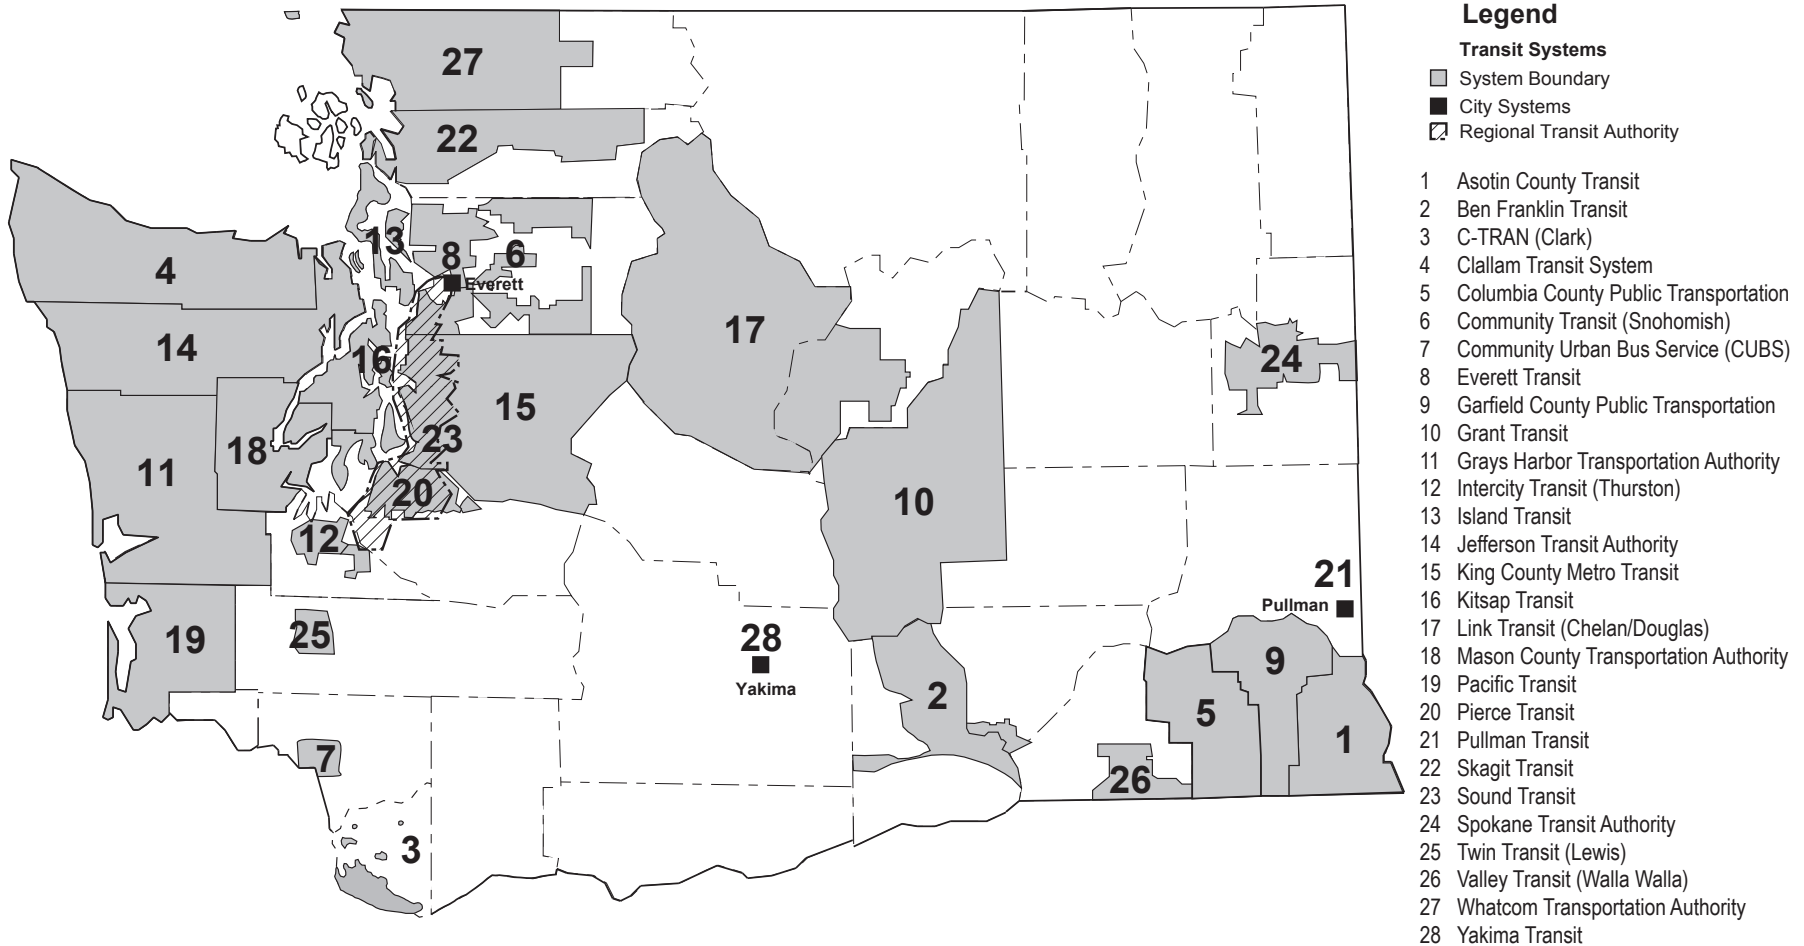 Legend
Transit Systems
System Boundary
City Systems
Regional Transit Authority
1 Asotin County Transit
2 Ben Franklin Transit
3 C-TRAN (Clark)
4 Clallam Transit System
5 Columbia County Public Transportation
6 Community Transit (Snohomish)
7 Community Urban Bus Service (CUBS)
8 Everett Transit
9 Garfield County Public Transportation
10 Grant Transit
11 Grays Harbor Transportation Authority
12 Intercity Transit (Thurston)
13 Island Transit
14 Jefferson Transit Authority
15 King County Metro Transit
16 Kitsap Transit
17 Link Transit (Chelan/Douglas)
18 Mason County Transportation Authority
19 Pacific Transit
20 Pierce Transit
21 Pullman Transit
22 Skagit Transit
23 Sound Transit
24 Spokane Transit Authority
25 Twin Transit (Lewis)
26 Valley Transit (Walla Walla)
27 Whatcom Transportation Authority
28 Yakima Transit
27
22
13
8
6
4
Everett
17
14
16
24
15
23
18
11
20
10
12
21
Pullman
25
19
28
Yakima
9
2
5
1
7
26
3